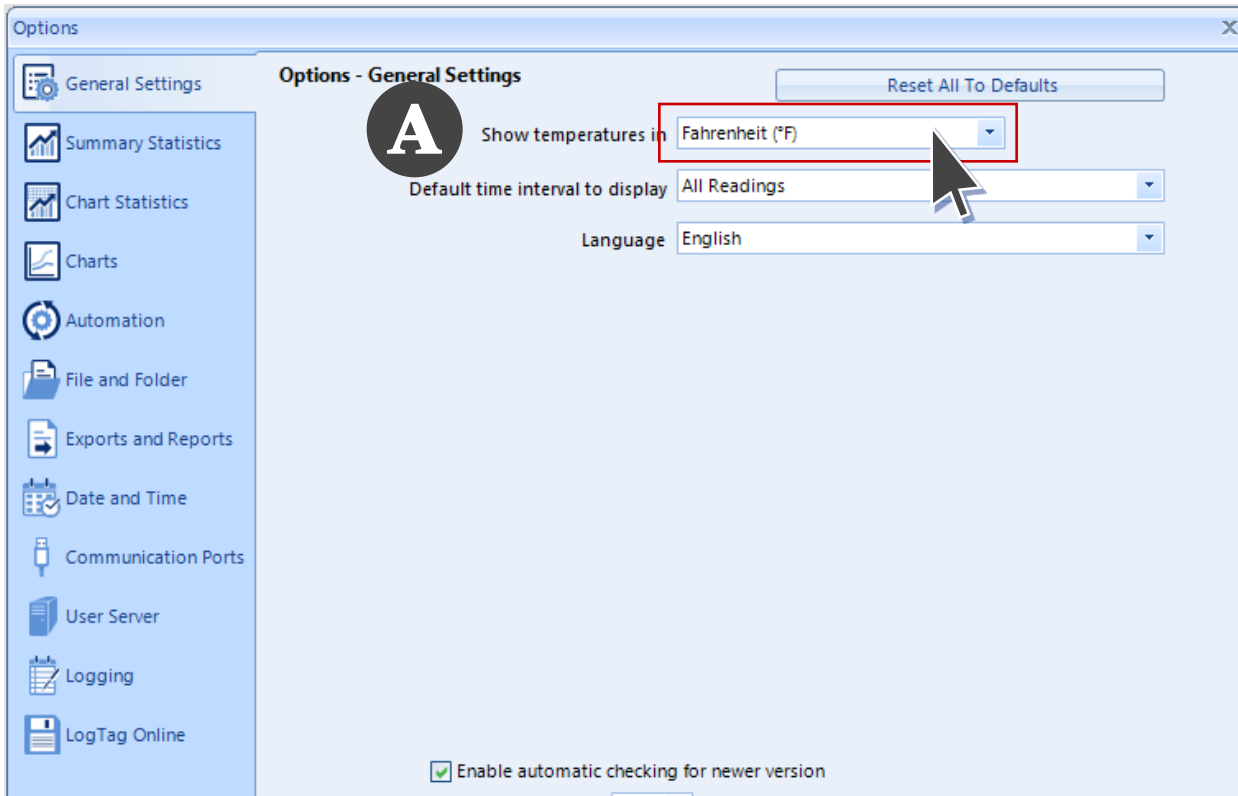 Options
General Settings
Summary Statistics
Chart Statistics
Charts
Automation
File and Folder
Exports and Reports
Date and Time
Communication Ports
User Server
Logging
LogTag Online
Options - General Settings
Reset All To Defaults
A
Show temperatures in Fahrenheit (°F)
Default time interval to display All Readings
Language English
Enable automatic checking for newer version